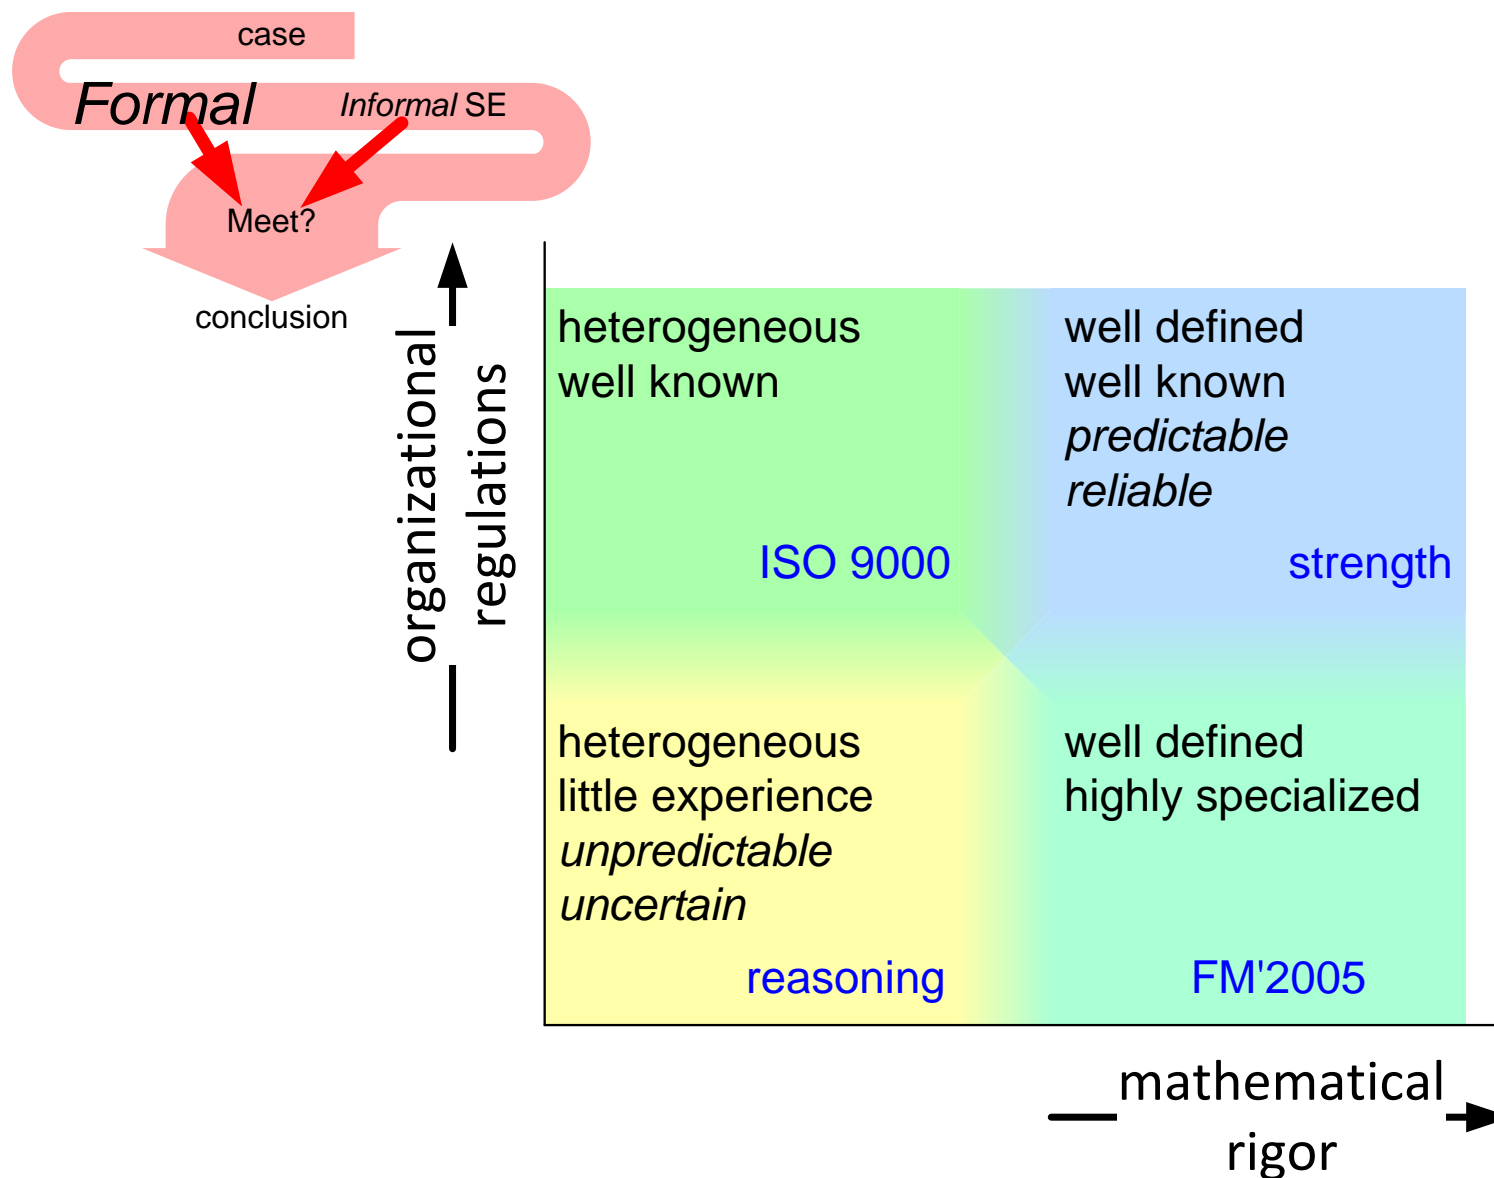 case
Formal
Informal SE
Meet?
conclusion
organizational
regulations
heterogeneous
well known
ISO 9000
well defined
well known
predictable
reliable
strength
heterogeneous
little experience
unpredictable
uncertain
reasoning
well defined
highly specialized
FM'2005
mathematical
rigor